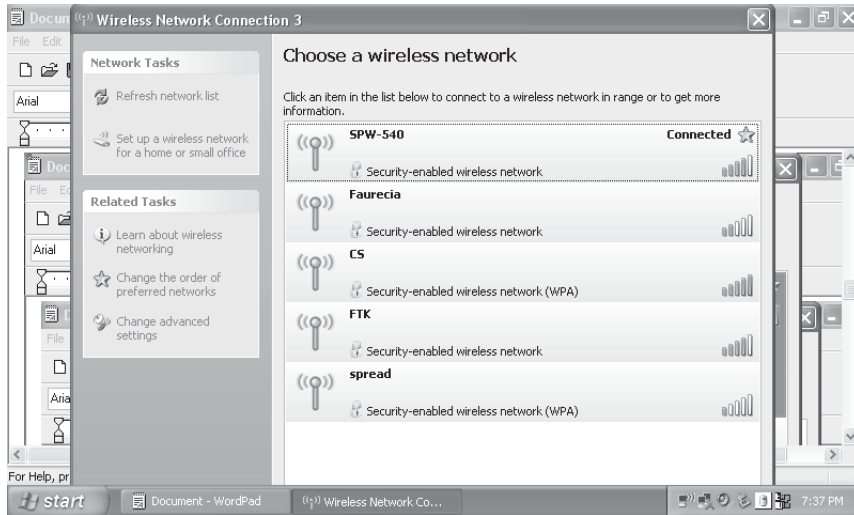 Docun
Wireless Network Connection 3
File Edit
Arial
Network Tasks
Refresh network list
Set up a wireless network
for a home or small office
Related Tasks
Learn about wireless
networking
Change the order of
preferred networks
Change advanced
settings
Choose a wireless network
Click an item in the list below to connect to a wireless network in range or to get more
information.
SPW-540
Connected
Security-enabled wireless network
Faurecia
Security-enabled wireless network
CS
Security-enabled wireless network (WPA)
FTK
Security-enabled wireless network
spread
Security-enabled wireless network (WPA)
Doc
File Ed
Arial
File
Aria
For Help, pr
start
Document - WordPad
Wireless Network Co...
7:37 PM